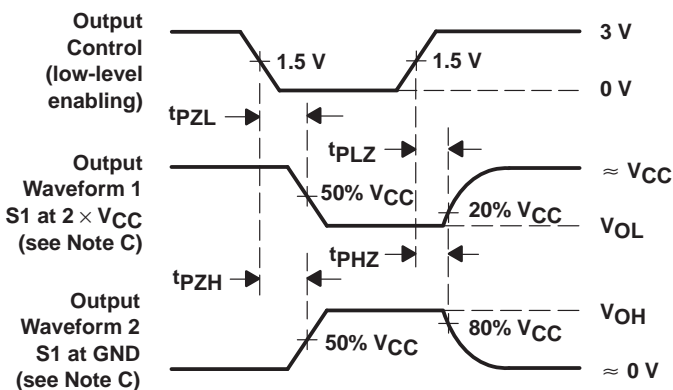 Output
Control
(low-level
enabling)
3 V
1.5 V
1.5 V
0 V
tPZL
tPLZ
Output
Waveform 1
S1 at 2 × VCC
(see Note C)
≈ VCC
50% VCC
20% VCC
VOL
tPZH
tPHZ
Output
Waveform 2
S1 at GND
(see Note C)
VOH
50% VCC
80% VCC
≈ 0 V